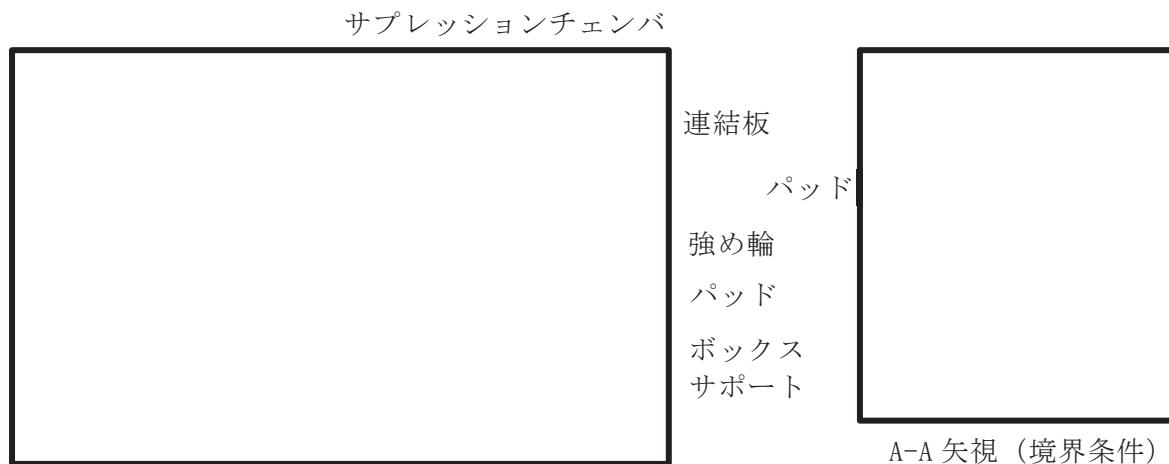 サプレッションチェンバ
連結板
パッド
強め輪
パッド
ボックス
サポート
A-A 矢視（境界条件）